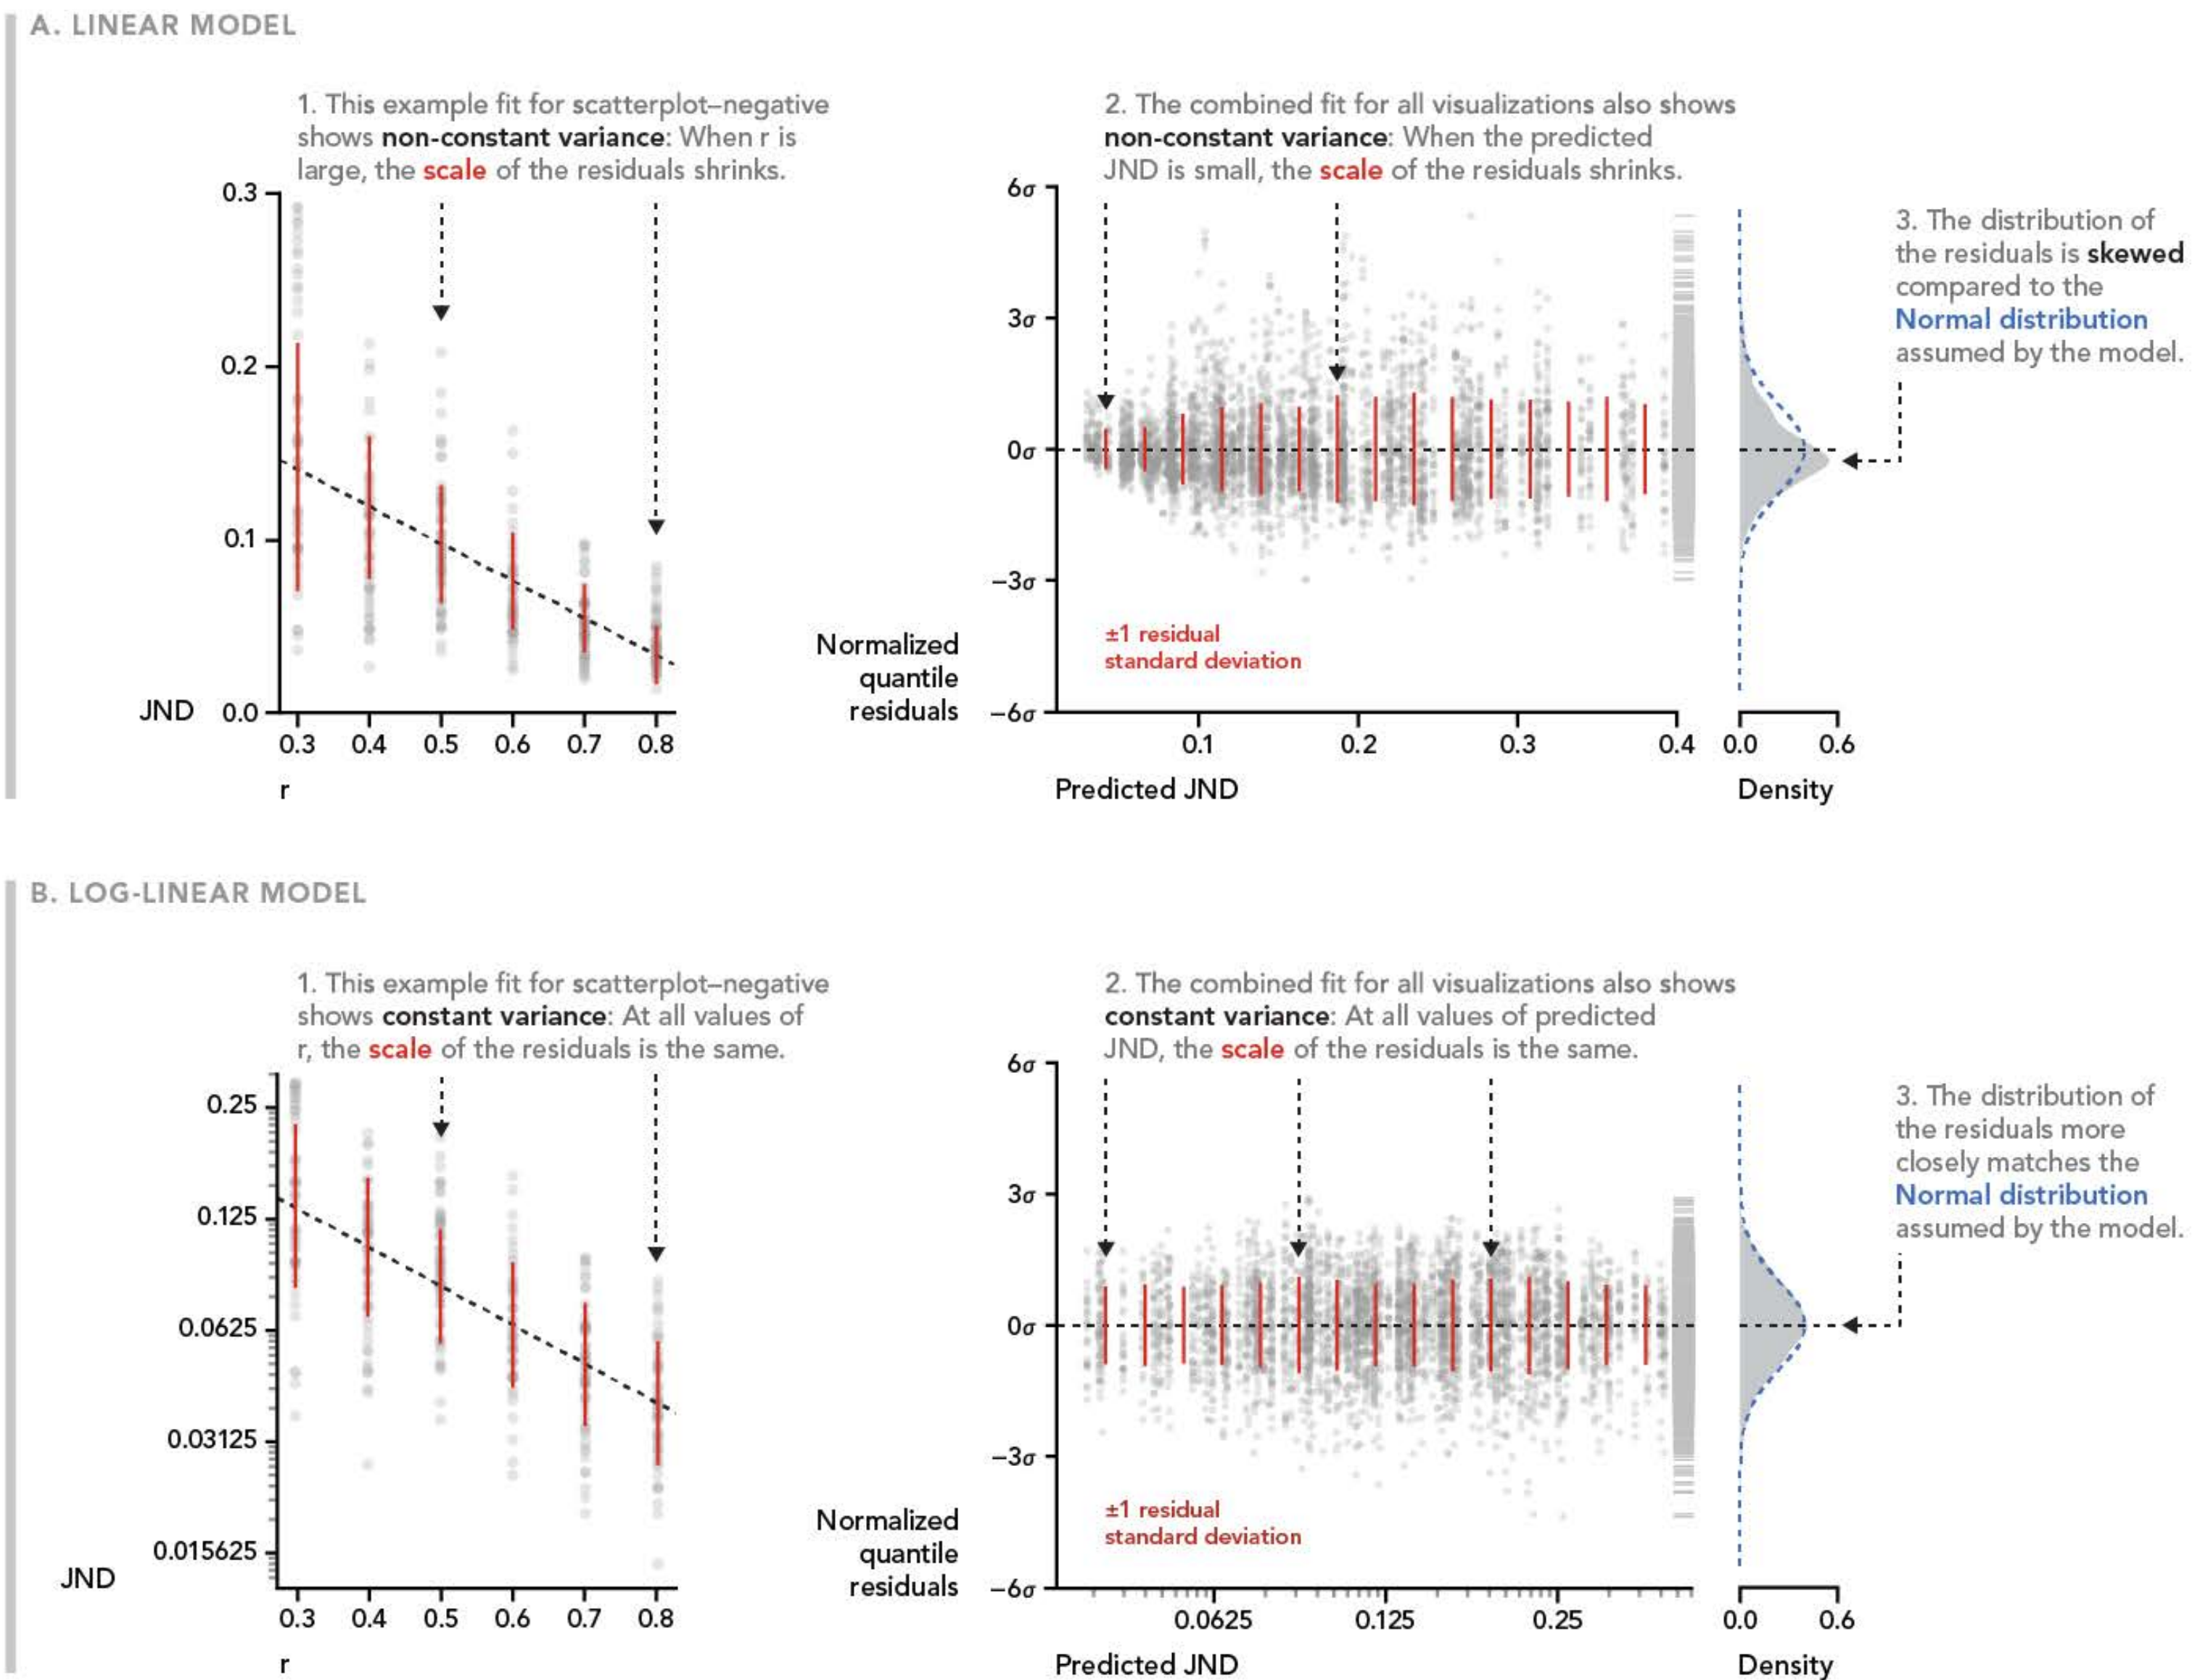 A. LINEAR MODEL
1. This example fit for scatterplot–negative
shows non-constant variance: When r is
large, the scale of the residuals shrinks.
0.3
0.2
0.1
0.0
JND
0.3 0.4 0.5 0.6 0.7 0.8
r
2. The combined fit for all visualizations also shows
non-constant variance: When the predicted
JND is small, the scale of the residuals shrinks.
6σ
3σ
0σ
−3σ
−6σ
Normalized
quantile
residuals
±1 residual
standard deviation
0.1 0.2 0.3 0.4
Predicted JND
0.0 0.6
Density
3. The distribution of
the residuals is skewed
compared to the
Normal distribution
assumed by the model.
B. LOG-LINEAR MODEL
1. This example fit for scatterplot–negative
shows constant variance: At all values of
r, the scale of the residuals is the same.
0.25
0.125
0.0625
0.03125
0.015625
JND
0.3 0.4 0.5 0.6 0.7 0.8
r
2. The combined fit for all visualizations also shows
constant variance: At all values of predicted
JND, the scale of the residuals is the same.
6σ
3σ
0σ
−3σ
−6σ
Normalized
quantile
residuals
±1 residual
standard deviation
0.0625 0.125 0.25
Predicted JND
0.0 0.6
Density
3. The distribution of
the residuals more
closely matches the
Normal distribution
assumed by the model.